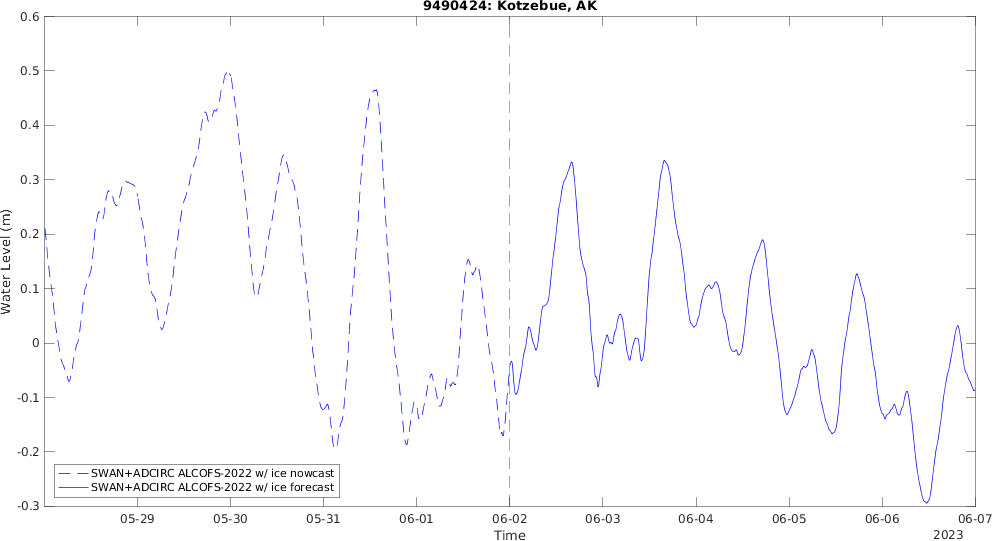 9490424: Kotzebue, AK
0.6
0.5
0.4
0.3
0.2
0.1
0
-0.1
-0.2
-0.3
Water Level (m)
SWAN+ADCIRC ALCOFS-2022 w/ ice nowcast
SWAN+ADCIRC ALCOFS-2022 w/ ice forecast
05-29 05-30 05-31 06-01 06-02 06-03 06-04 06-05 06-06 06-07
Time
2023